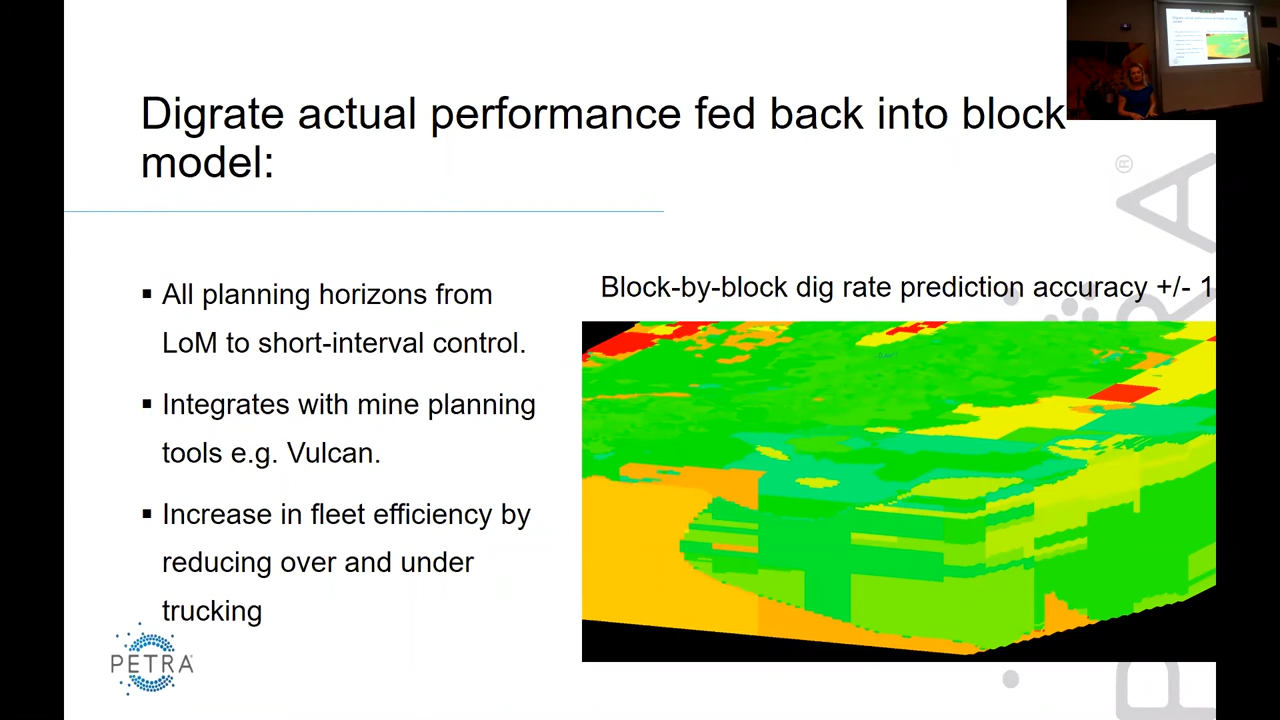 Digrate actual performance fed back into block
model:
All planning horizons from
LoM to short-interval control.
Integrates with mine planning
tools e.g. Vulcan.
Increase in fleet efficiency by
reducing over and under
trucking
Block-by-block dig rate prediction accuracy +/- 1
PETRA